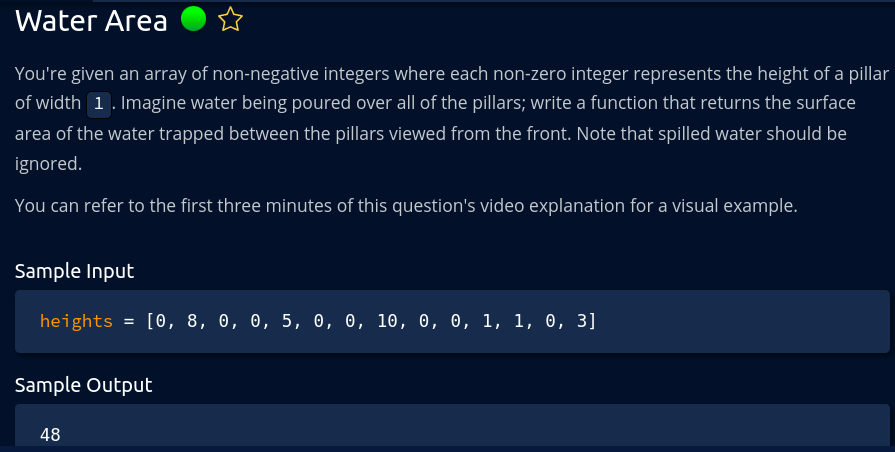 Water Area
You're given an array of non-negative integers where each non-zero integer represents the height of a pillar
of width 1. Imagine water being poured over all of the pillars; write a function that returns the surface
area of the water trapped between the pillars viewed from the front. Note that spilled water should be
ignored.
You can refer to the first three minutes of this question's video explanation for a visual example.
Sample Input
heights = [0, 8, 0, 0, 5, 0, 0, 10, 0, 0, 1, 1, 0, 3]
Sample Output
48